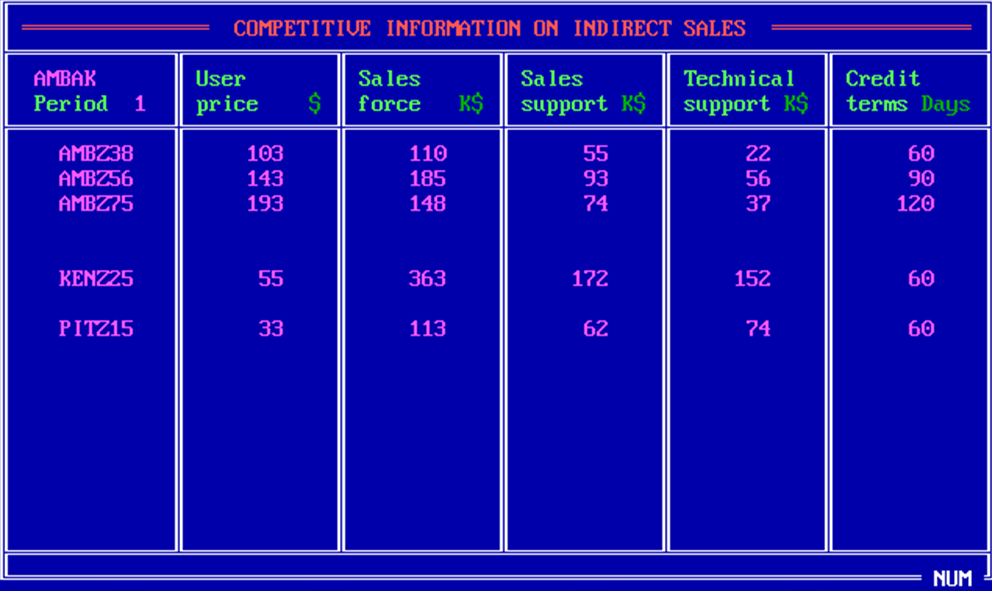 COMPETITIVE INFORMATION ON INDIRECT SALES
AMBAK User Sales Sales Technical Credit
Period 1 price $ force K$ support K$ support K$ terms Days
AMBZ38 103 110 55 22 60
AMBZ56 143 185 93 56 90
AMBZ75 193 148 74 37 120
KENZ25 55 363 172 152 60
PITZ15 33 113 62 74 60
NUM